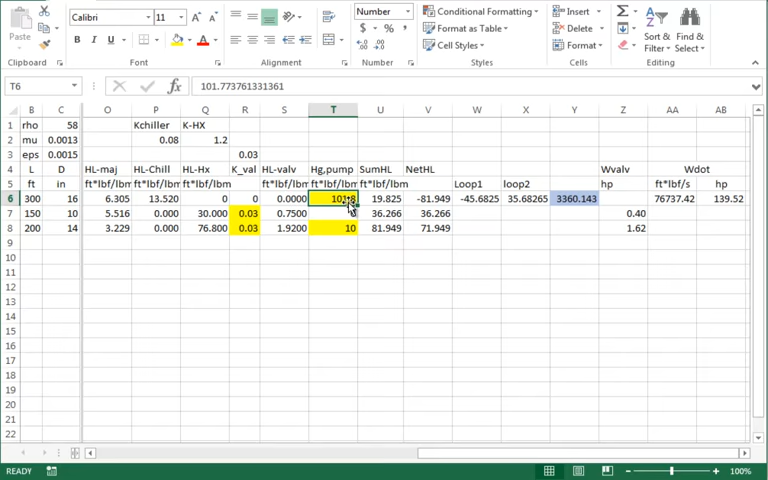 Calibri 11 Number Conditional Formatting Insert
Paste B I U $ % Format as Table Delete Sort & Find &
Cell Styles Format Filter Select
Clipboard Font Alignment Number Styles Cells Editing
T6 fx 101.773761331361
B C O P Q R S T U V W X Y Z AA AB
1 rho 58 Kchiller K-HX
2 mu 0.0013 0.08 1.2
3 eps 0.0015 0.03
4 L D HL-maj HL-Chill HL-Hx K_val HL-valv Hg,pump SumHL NetHL Wvalv Wdot
5 ft in ft*lbf/lbm ft*lbf/lbm ft*lbf/lbm ft*lbf/lbm ft*lbf/lbm ft*lbf/lbm Loop1 loop2 hp ft*lbf/s hp
6 300 16 6.305 13.520 0 0 0.0000 19.825 -81.949 -45.6825 35.68265 3360.143 76737.42 139.52
7 150 10 5.516 0.000 30.000 0.03 0.7500 36.266 36.266 0.40
8 200 14 3.229 0.000 76.800 0.03 1.9200 10 81.949 71.949 1.62
9
10
11
12
13
14
15
16
17
18
19
20
21
22
READY 100%